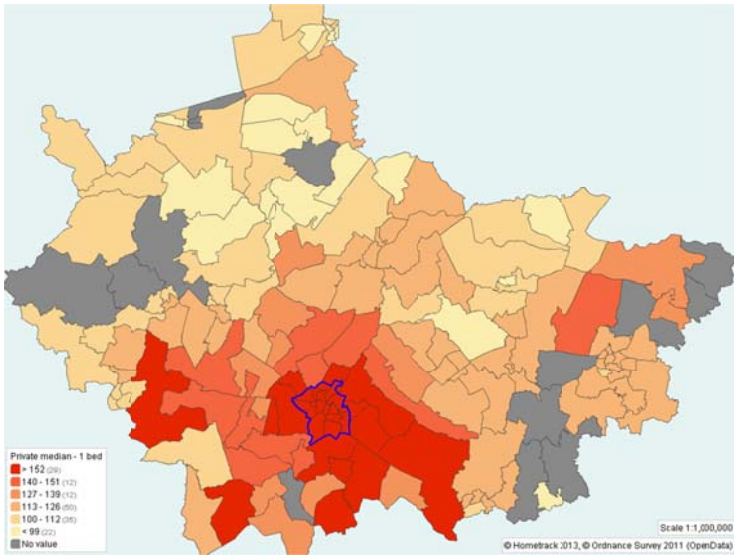 Private median - 1 bed
> 152 (29)
140 - 151 (12)
127 - 139 (12)
113 - 126 (50)
100 - 112 (35)
< 99 (22)
No value
Scale 1:1,000,000
© Hometrack :013, © Ordnance Survey 2011 (OpenData)